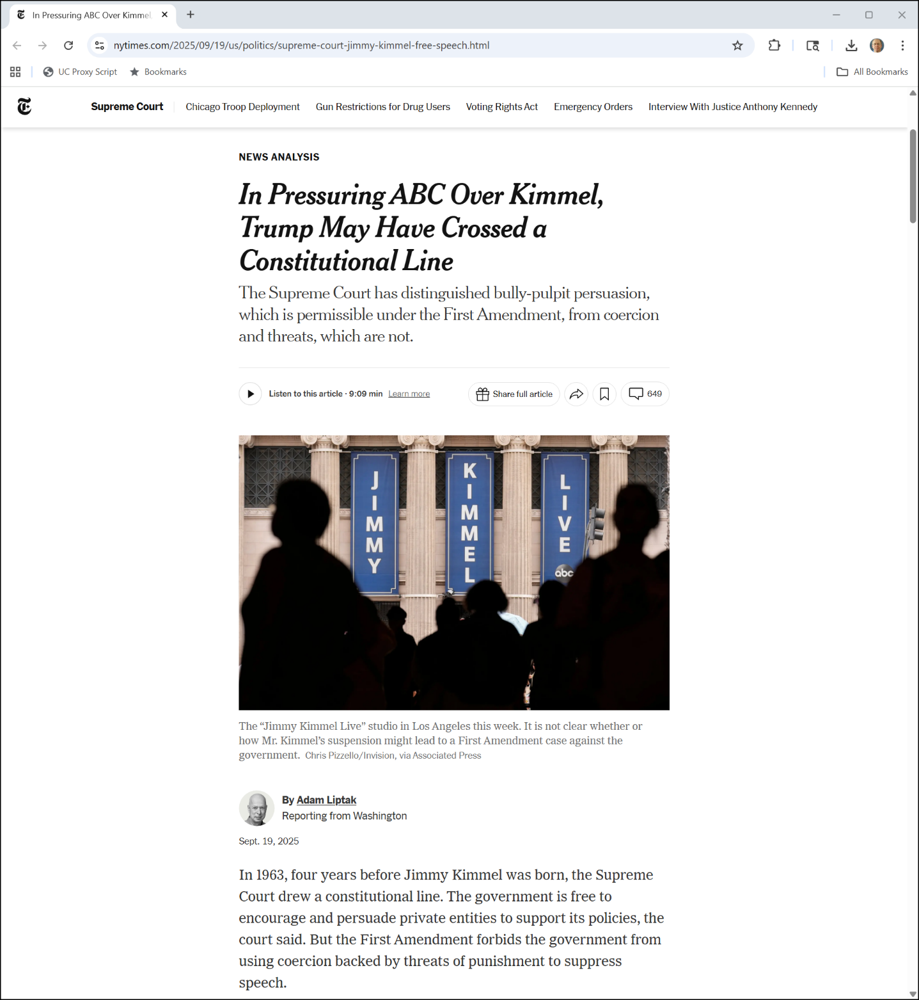 In Pressuring ABC Over Kimmel,
nytimes.com/2025/09/19/us/politics/supreme-court-jimmy-kimmel-free-speech.html
UC Proxy Script
Bookmarks
All Bookmarks
Supreme Court
Chicago Troop Deployment
Gun Restrictions for Drug Users
Voting Rights Act
Emergency Orders
Interview With Justice Anthony Kennedy
NEWS ANALYSIS
In Pressuring ABC Over Kimmel,
Trump May Have Crossed a
Constitutional Line
The Supreme Court has distinguished bully-pulpit persuasion,
which is permissible under the First Amendment, from coercion
and threats, which are not.
Listen to this article · 9:09 min Learn more
Share full article
649
JIMMY
KIMMEL
LIVE
abc
The “Jimmy Kimmel Live” studio in Los Angeles this week. It is not clear whether or
how Mr. Kimmel’s suspension might lead to a First Amendment case against the
government. Chris Pizzello/Invision, via Associated Press
By Adam Liptak
Reporting from Washington
Sept. 19, 2025
In 1963, four years before Jimmy Kimmel was born, the Supreme
Court drew a constitutional line. The government is free to
encourage and persuade private entities to support its policies, the
court said. But the First Amendment forbids the government from
using coercion backed by threats of punishment to suppress
speech.